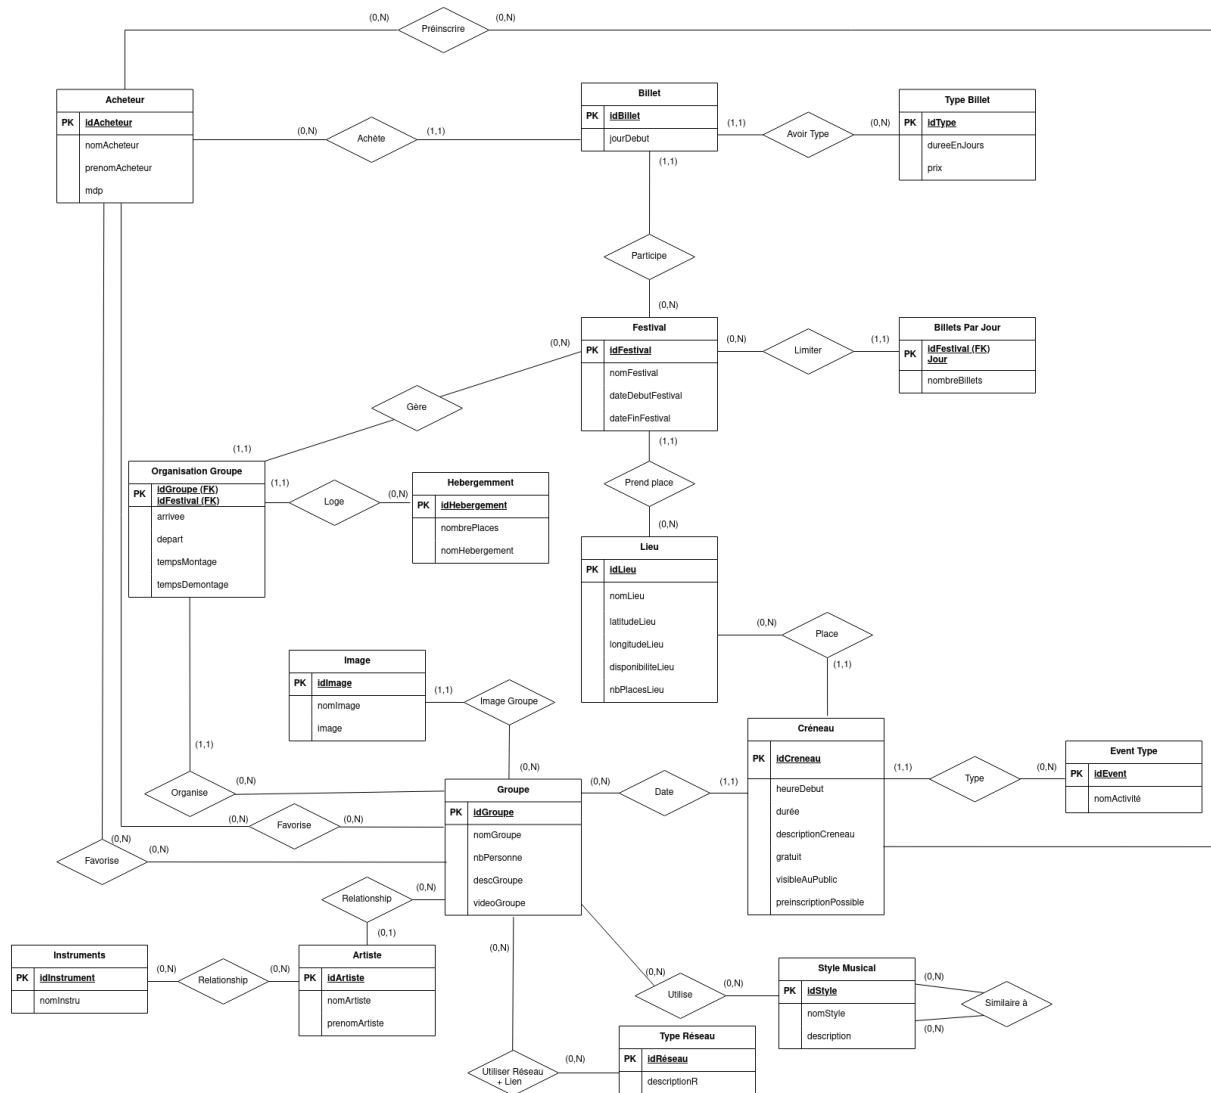 (0,N)
Préinscrire
(0,N)
Acheteur
PK idAcheteur
nomAcheteur
prenomAcheteur
mdp
(0,N)
Achète
(1,1)
Billet
PK idBillet
jourDebut
(1,1)
Avoir Type
(0,N)
Type Billet
PK idType
dureeEnJours
prix
(1,1)
Participe
(0,N)
Festival
PK idFestival
nomFestival
dateDebutFestival
dateFinFestival
(0,N)
Limiter
(1,1)
Billets Par Jour
PK idFestival (FK)
Jour
nombreBillets
(0,N)
Gère
(1,1)
(1,1)
Prend place
(0,N)
Organisation Groupe
PK idGroupe (FK)
idFestival (FK)
arrivee
depart
tempsMontage
tempsDemontage
(1,1)
Loge
(0,N)
Hebergemment
PK idHebergement
nombrePlaces
nomHebergement
Lieu
PK idLieu
nomLieu
latitudeLieu
longitudeLieu
disponibiliteLieu
nbPlacesLieu
(0,N)
Place
(1,1)
Image
PK idImage
nomImage
image
(1,1)
Image Groupe
(0,N)
Créneau
PK idCreneau
heureDebut
durée
descriptionCreneau
gratuit
visibleAuPublic
preinscriptionPossible
(1,1)
Type
(0,N)
Event Type
PK idEvent
nomActivité
(1,1)
Organise
(0,N)
Groupe
PK idGroupe
nomGroupe
nbPersonne
descGroupe
videoGroupe
(0,N)
Date
(1,1)
(0,N)
Favorise
(0,N)
(0,N)
Favorise
(0,N)
Relationship
(0,N)
(0,1)
Instruments
PK idInstrument
nomInstru
(0,N)
Relationship
(0,N)
Artiste
PK idArtiste
nomArtiste
prenomArtiste
(0,N)
(0,N)
Utilise
(0,N)
Style Musical
PK idStyle
nomStyle
description
(0,N)
Similaire à
(0,N)
Utiliser Réseau
+ Lien
(0,N)
Type Réseau
PK idRéseau
descriptionR